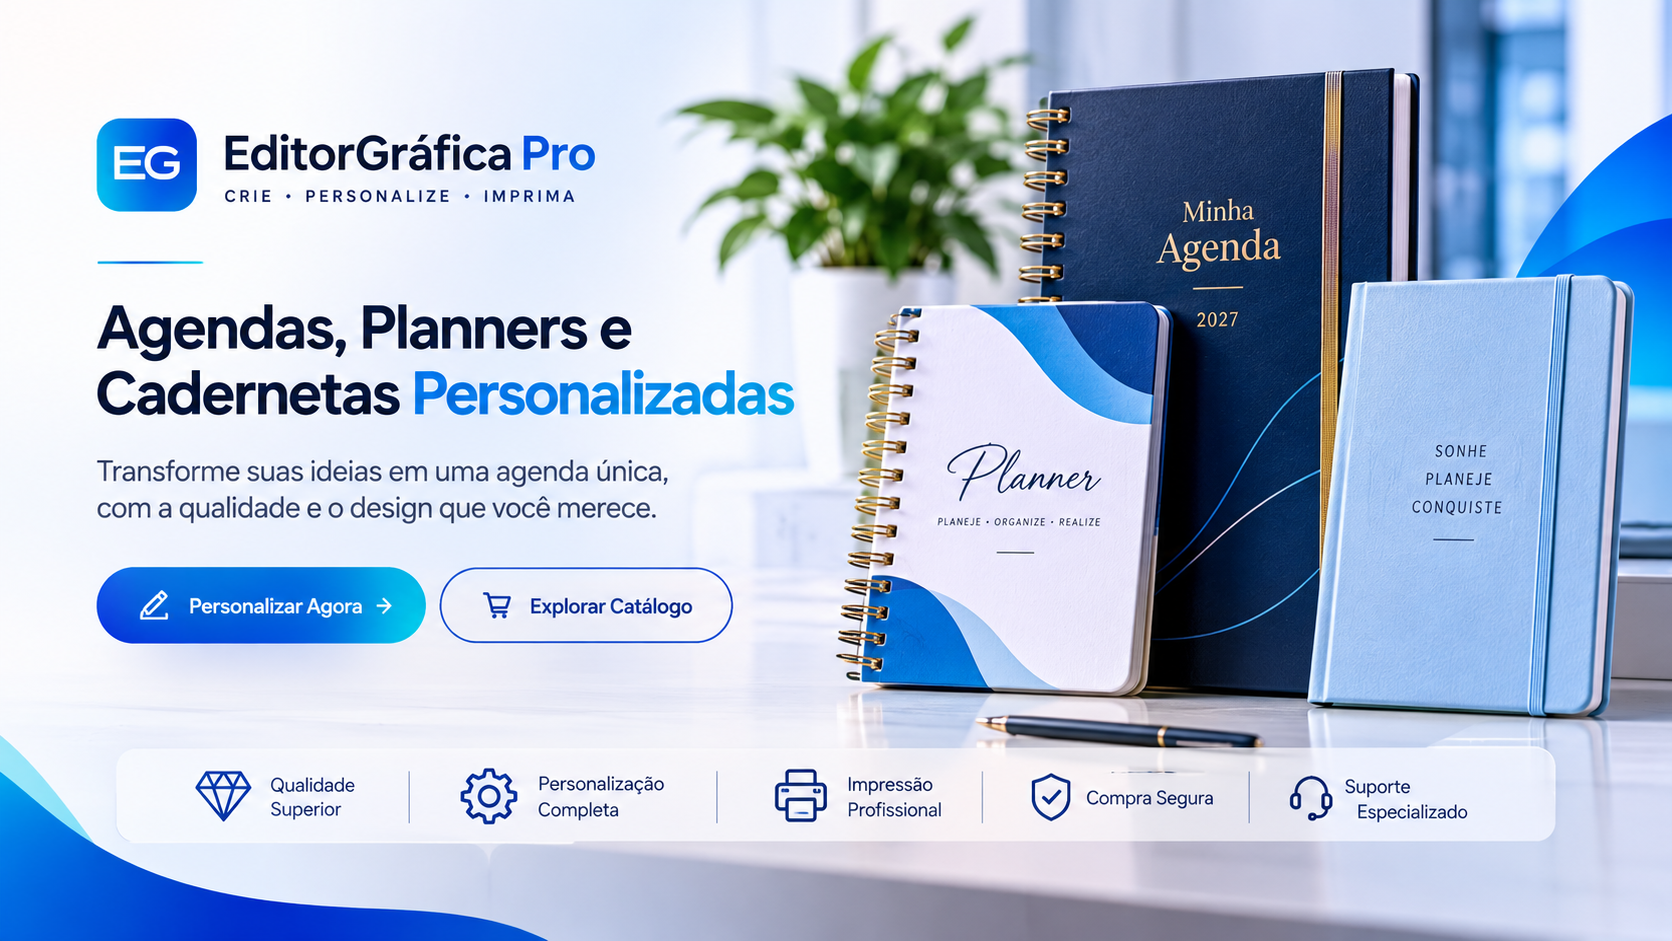 EG
EditorGráfica Pro
CRIE • PERSONALIZE • IMPRIMA
Agendas, Planners e
Cadernetas Personalizadas
Transforme suas ideias em uma agenda única,
com a qualidade e o design que você merece.
Personalizar Agora →
Explorar Catálogo
Minha
Agenda
2027
Planner
PLANEJE • ORGANIZE • REALIZE
SONHE
PLANEJE
CONQUISTE
Qualidade
Superior
Personalização
Completa
Impressão
Profissional
Compra Segura
Suporte
Especializado